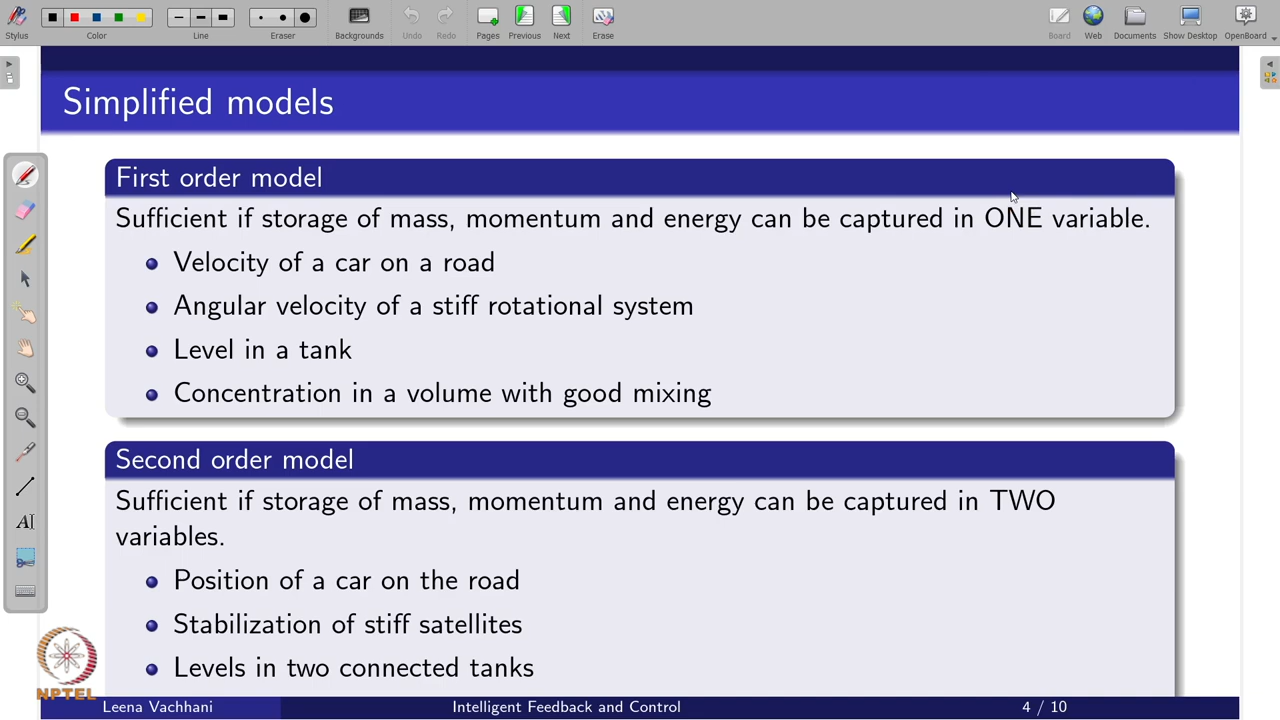 Stylus
Color
Line
Eraser
Backgrounds
Undo
Redo
Pages
Previous
Next
Erase
Board
Web
Documents
Show Desktop
OpenBoard
Simplified models
First order model
Sufficient if storage of mass, momentum and energy can be captured in ONE variable.
Velocity of a car on a road
Angular velocity of a stiff rotational system
Level in a tank
Concentration in a volume with good mixing
Second order model
Sufficient if storage of mass, momentum and energy can be captured in TWO
variables.
Position of a car on the road
Stabilization of stiff satellites
Levels in two connected tanks
NPTEL
Leena Vachhani
Intelligent Feedback and Control
4 / 10